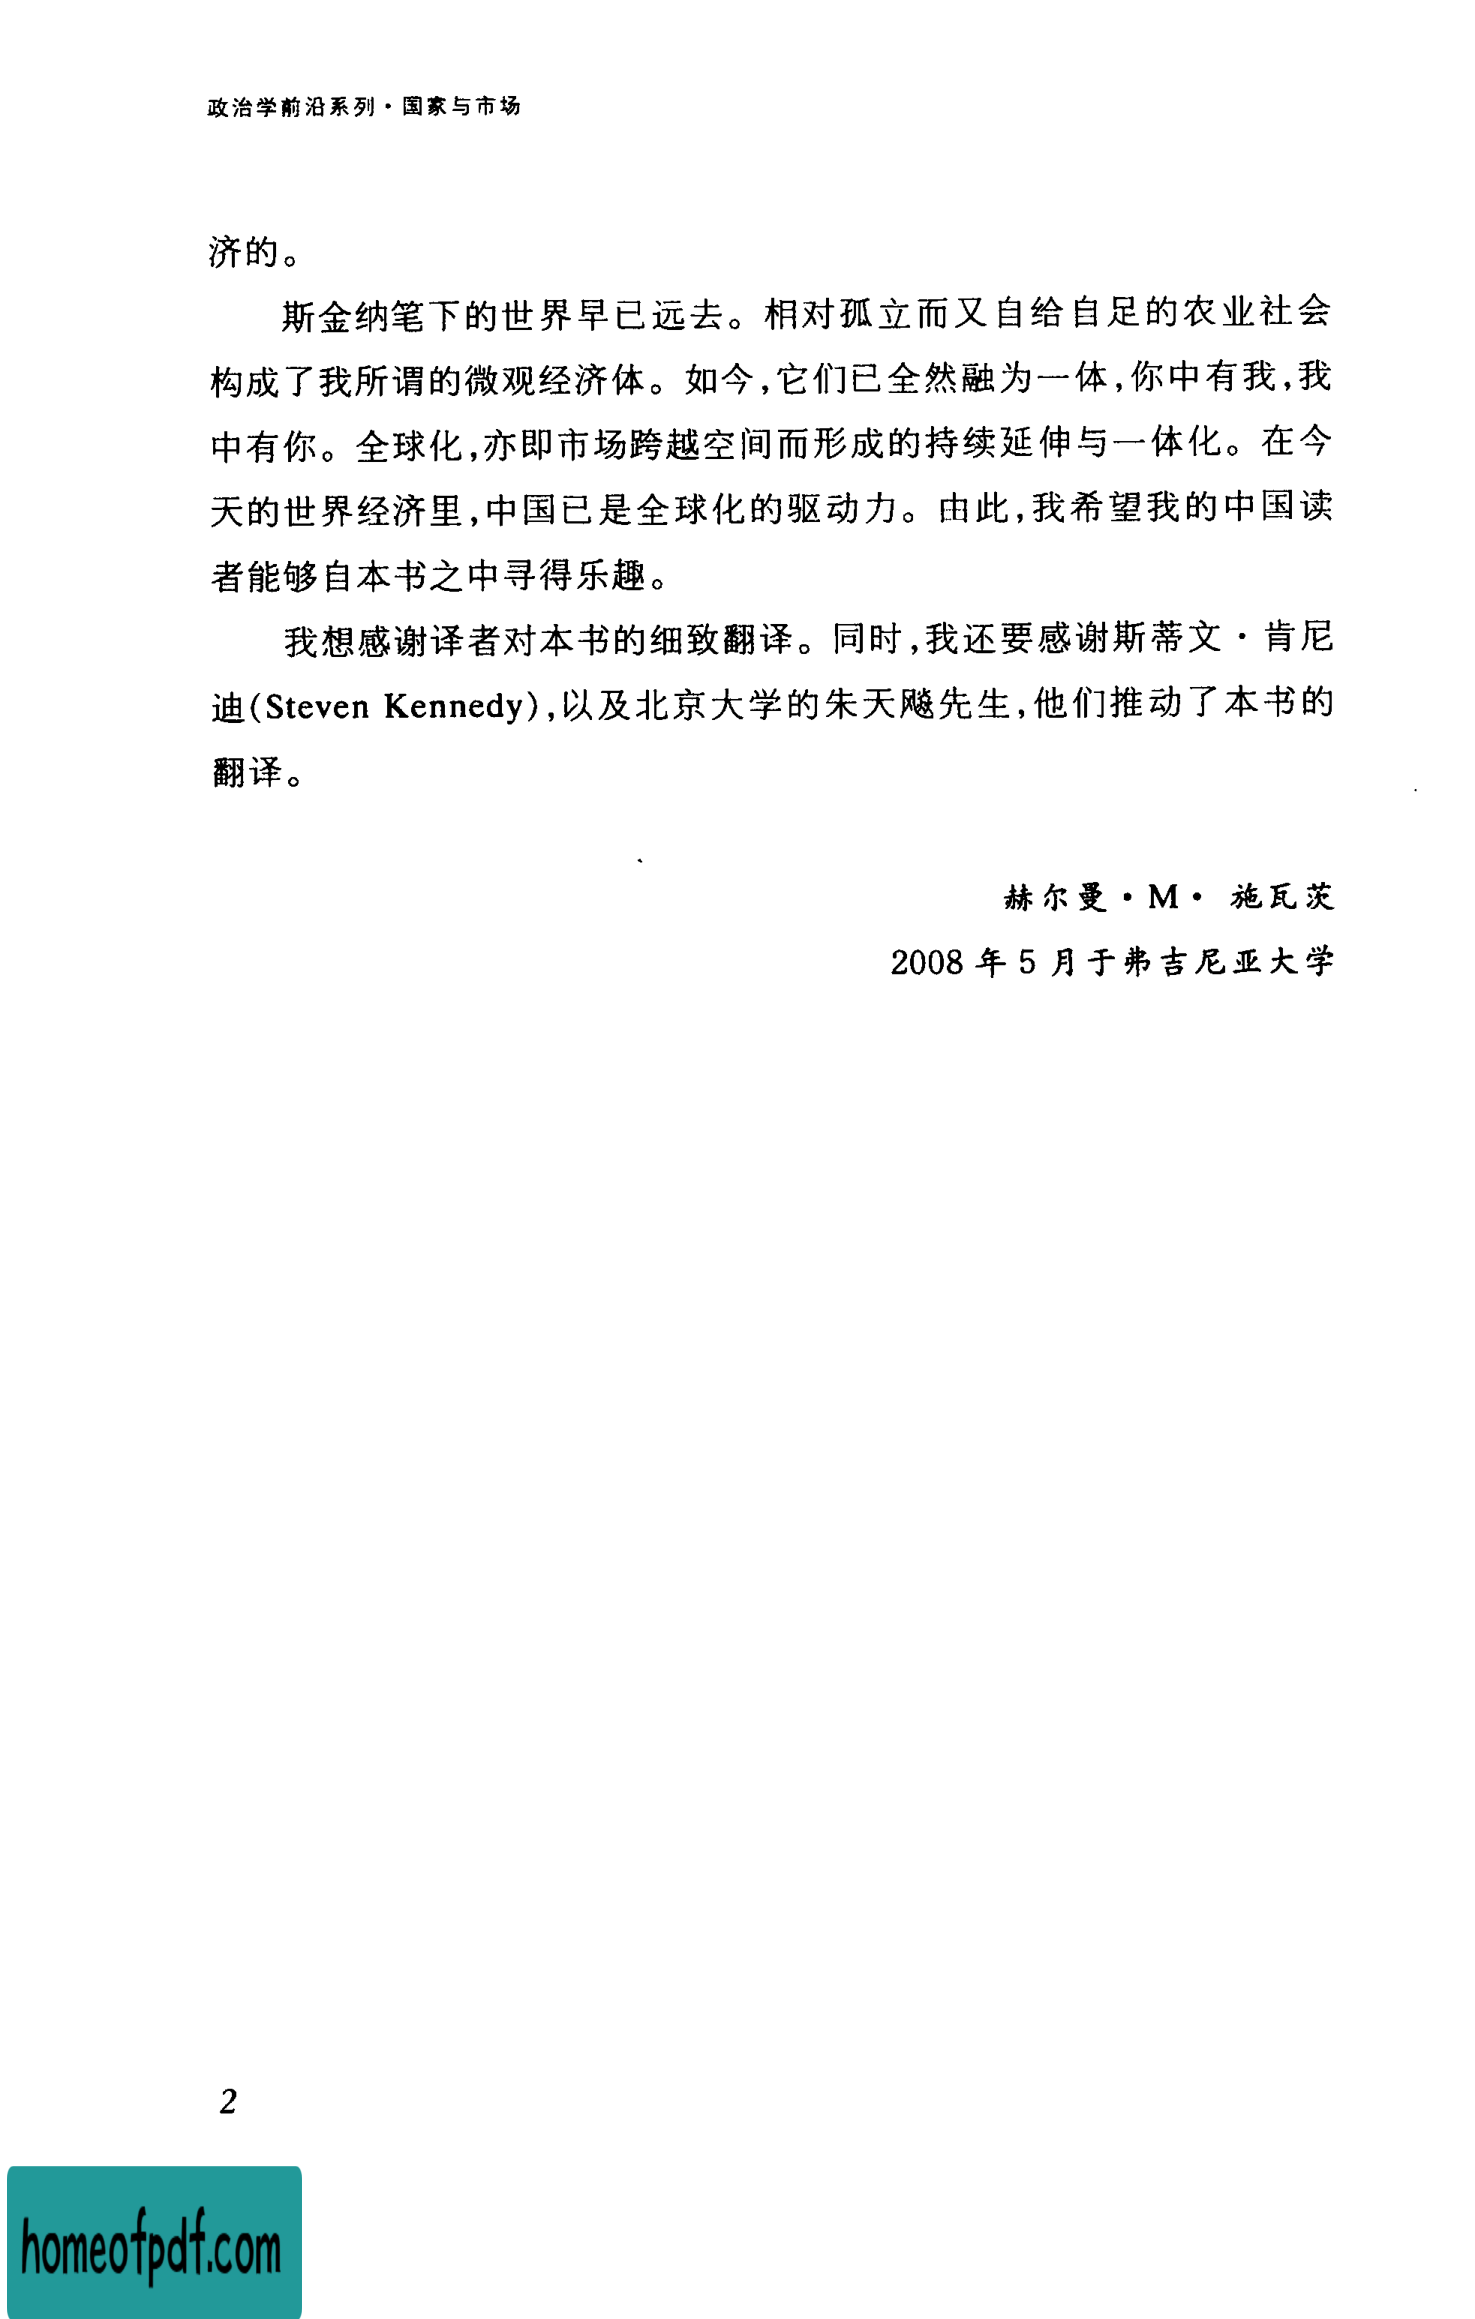 政治学前沿系列·国家与市场
济的。
斯金纳笔下的世界早已远去。相对孤立而又自给自足的农业社会
构成了我所谓的微观经济体。如今,它们已全然融为一体,你中有我,我
中有你。全球化,亦即市场跨越空间而形成的持续延伸与一体化。在今
天的世界经济里,中国已是全球化的驱动力。由此,我希望我的中国读
者能够自本书之中寻得乐趣。
我想感谢译者对本书的细致翻译。同时,我还要感谢斯蒂文·肯尼
迪(Steven Kennedy),以及北京大学的朱天飚先生,他们推动了本书的
翻译。
赫尔曼·M·施瓦茨
2008年5月于弗吉尼亚大学
2
homeofpdf.com